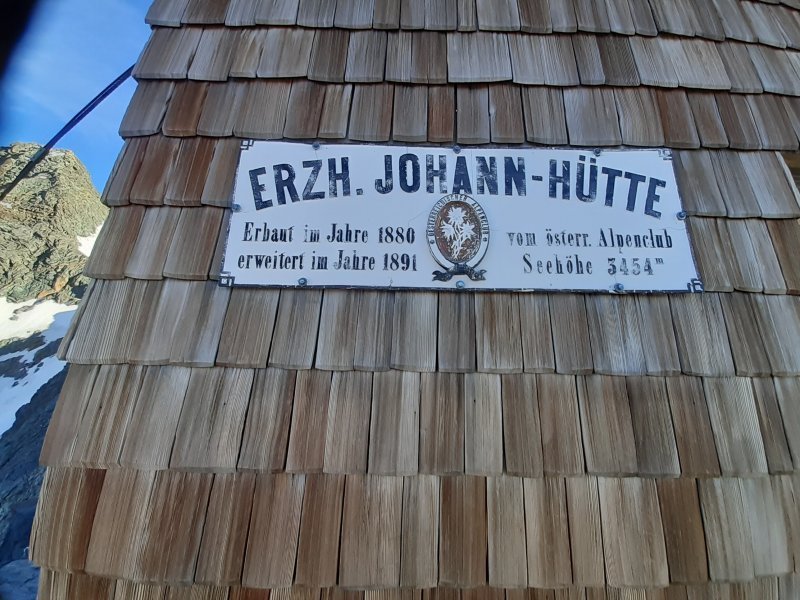 ERZH. JOHANN-HÜTTE
Erbaut im Jahre 1880 vom österr. Alpenclub
erweitert im Jahre 1891 Seehöhe 3454m